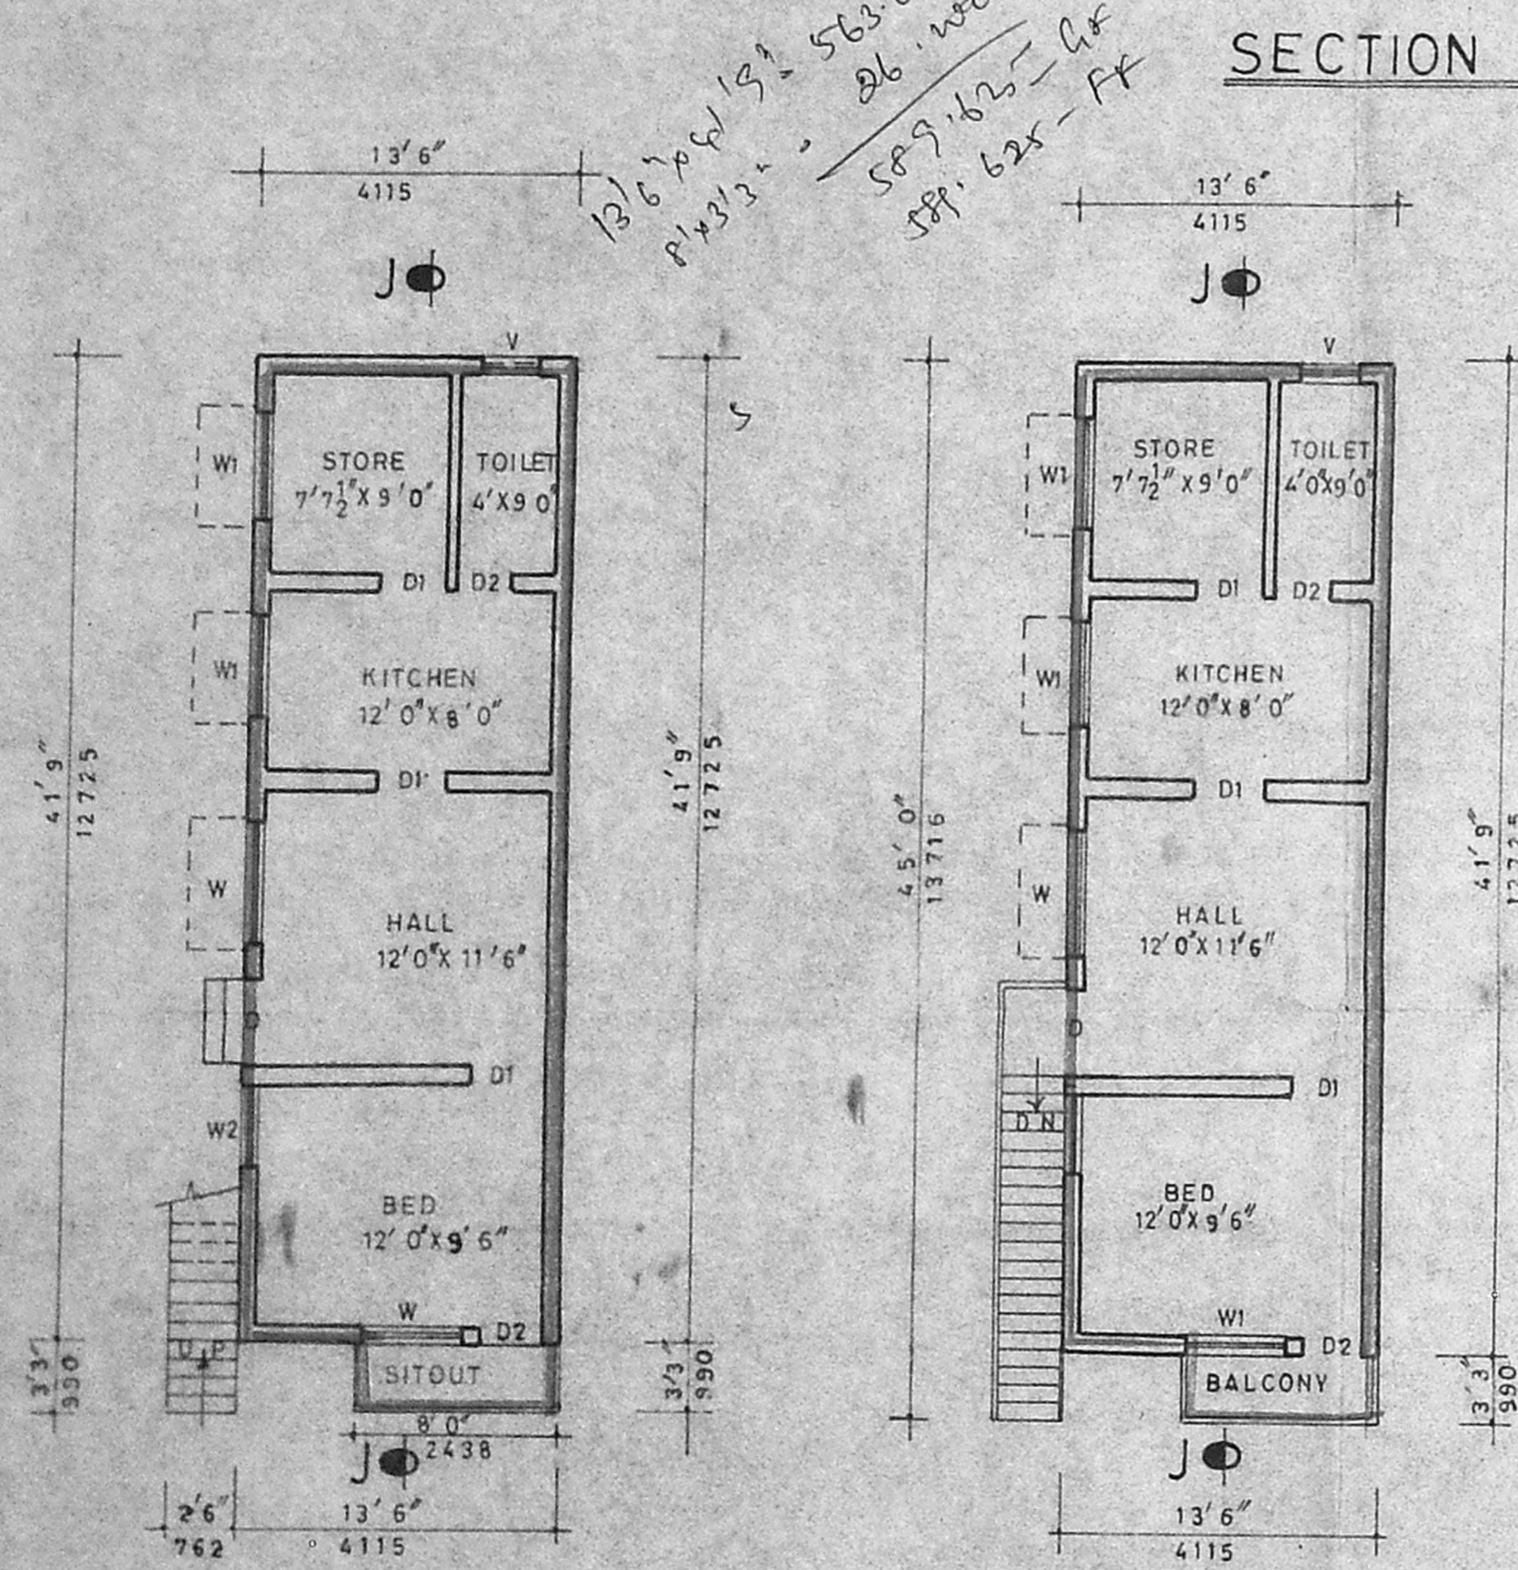 SECTION
13'6"x41'9" = 563.
8'x3'3" = 26.
589.625 — Gr
589.625 — Fr
13'6"
4115
J
V
W1
STORE
7'7½"X9'0"
TOILET
4'X9 0"
D1
D2
W1
KITCHEN
12'0"X8'0"
D1
W
HALL
12'0"X11'6"
D
D1
W2
BED
12'0"X9'6"
W
D2
SITOUT
UP
8'0"
2438
J
2'6"
762
13'6"
4115
41'9"
12725
3'3"
990
41'9"
12725
3'3"
990
13'6"
4115
J
V
W1
STORE
7'7½"X9'0"
TOILET
4'0"X9'0"
D1
D2
W1
KITCHEN
12'0"X8'0"
D1
W
HALL
12'0"X11'6"
D
D1
DN
BED
12'0"X9'6"
W1
D2
BALCONY
J
13'6"
4115
45'0"
13716
41'9"
12725
3'3"
990